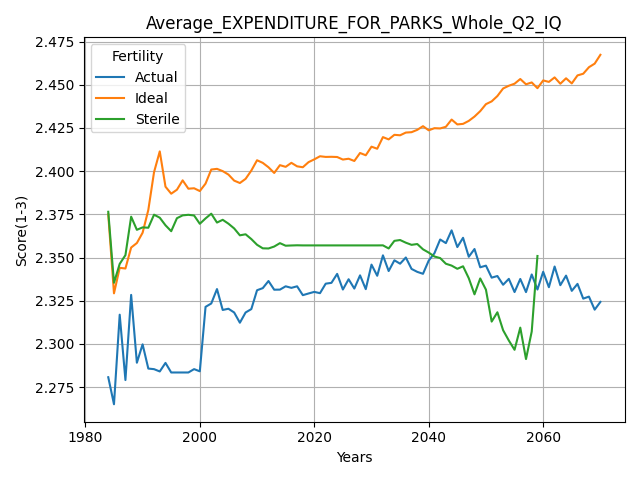 Average_EXPENDITURE_FOR_PARKS_Whole_Q2_IQ
2.475
2.450
2.425
2.400
2.375
2.350
2.325
2.300
2.275
Score(1-3)
Fertility
Actual
Ideal
Sterile
1980
2000
2020
2040
2060
Years